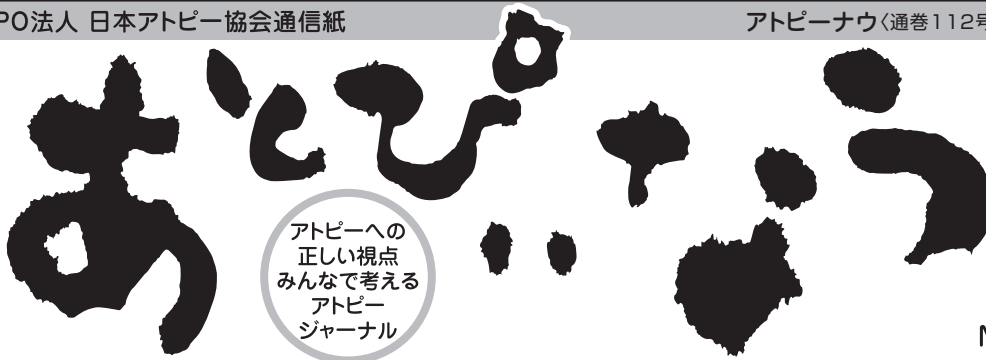 PO法人 日本アトピー協会通信紙
アトピーナウ〈通巻112号
あとぴぃなう
アトピーへの
正しい視点
みんなで考える
アトピー
ジャーナル